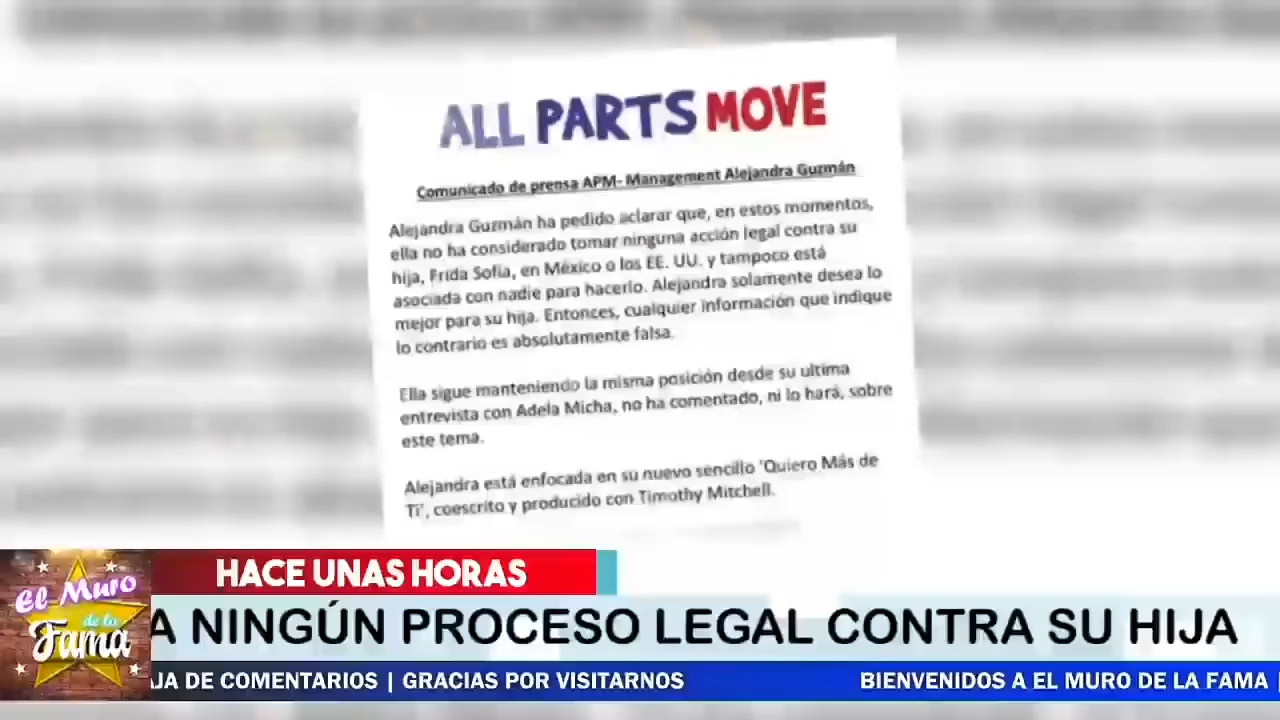 ALL PARTS MOVE
Comunicado de prensa APM- Management Alejandra Guzmán
Alejandra Guzmán ha pedido aclarar que, en estos momentos,
ella no ha considerado tomar ninguna acción legal contra su
hija, Frida Sofía, en México o los EE. UU. y tampoco está
asociada con nadie para hacerlo. Alejandra solamente desea lo
mejor para su hija. Entonces, cualquier información que indique
lo contrario es absolutamente falsa.
Ella sigue manteniendo la misma posición desde su ultima
entrevista con Adela Micha, no ha comentado, ni lo hará, sobre
este tema.
Alejandra está enfocada en su nuevo sencillo 'Quiero Más de
Ti', coescrito y producido con Timothy Mitchell.
HACE UNAS HORAS
El Muro
de la
Fama
A NINGÚN PROCESO LEGAL CONTRA SU HIJA
JA DE COMENTARIOS | GRACIAS POR VISITARNOS
BIENVENIDOS A EL MURO DE LA FAMA |